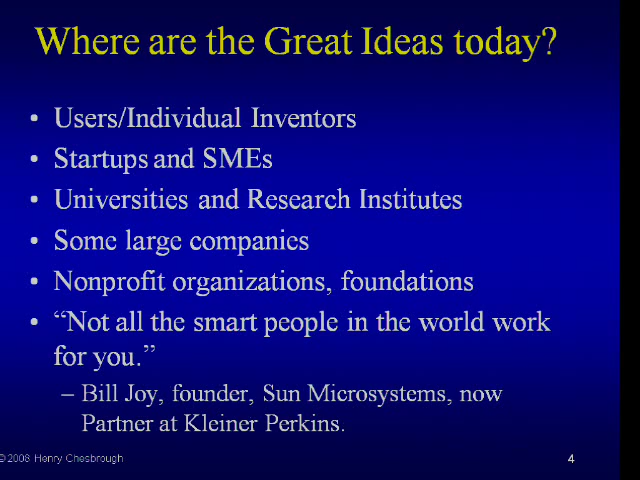 Where are the Great Ideas today?
• Users/Individual Inventors
• Startups and SMEs
• Universities and Research Institutes
• Some large companies
• Nonprofit organizations, foundations
• “Not all the smart people in the world work
for you.”
– Bill Joy, founder, Sun Microsystems, now
Partner at Kleiner Perkins.
© 2008 Henry Chesbrough
4